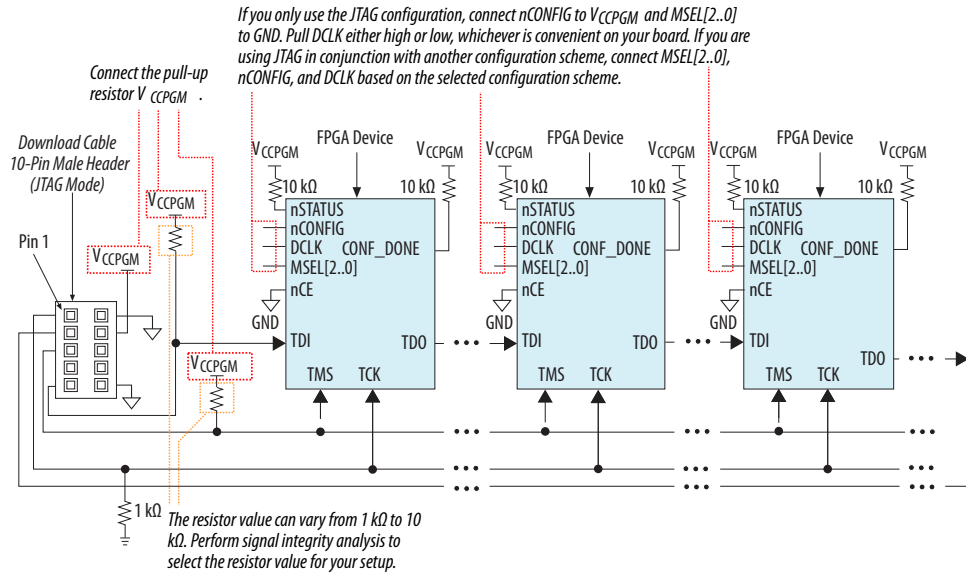 If you only use the JTAG configuration, connect nCONFIG to VCCPGM and MSEL[2..0]
to GND. Pull DCLK either high or low, whichever is convenient on your board. If you are
using JTAG in conjunction with another configuration scheme, connect MSEL[2..0],
nCONFIG, and DCLK based on the selected configuration scheme.
Connect the pull-up
resistor VCCPGM .
Download Cable
10-Pin Male Header
(JTAG Mode)
Pin 1
VCCPGM
VCCPGM
VCCPGM
VCCPGM
FPGA Device
VCCPGM
10 kΩ
10 kΩ
nSTATUS
nCONFIG
DCLK
CONF_DONE
MSEL[2..0]
nCE
GND
TDI
TDO
TMS
TCK
VCCPGM
FPGA Device
VCCPGM
10 kΩ
10 kΩ
nSTATUS
nCONFIG
DCLK
CONF_DONE
MSEL[2..0]
nCE
GND
TDI
TDO
TMS
TCK
VCCPGM
FPGA Device
VCCPGM
10 kΩ
10 kΩ
nSTATUS
nCONFIG
DCLK
CONF_DONE
MSEL[2..0]
nCE
GND
TDI
TDO
TMS
TCK
1 kΩ
The resistor value can vary from 1 kΩ to 10
kΩ. Perform signal integrity analysis to
select the resistor value for your setup.